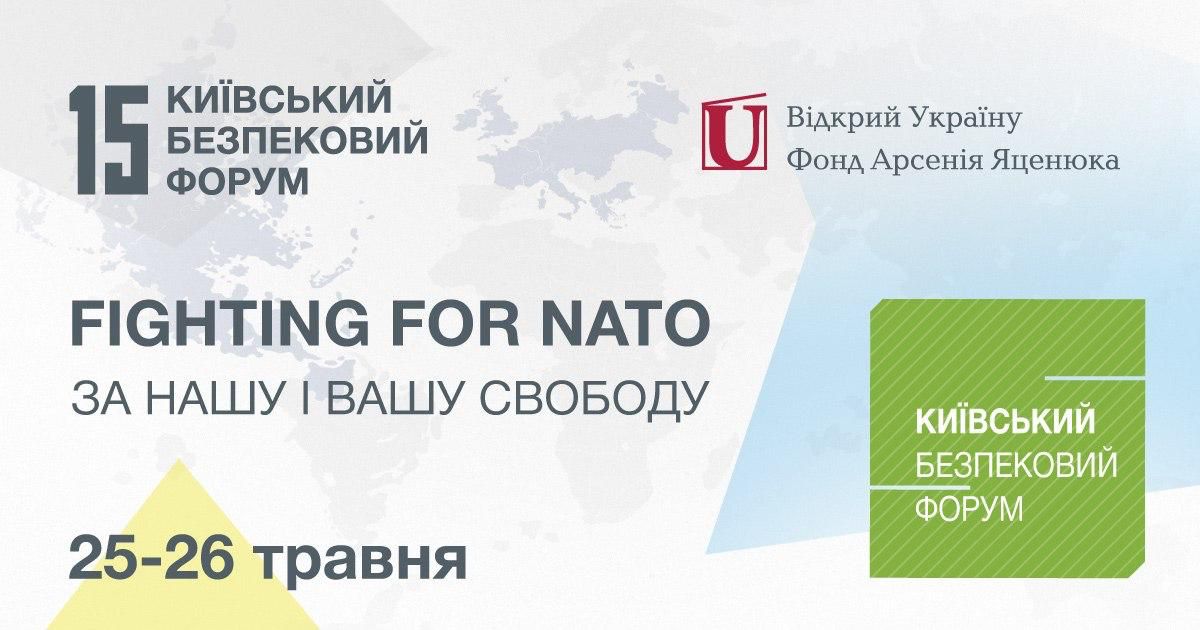 15 КИЇВСЬКИЙ
БЕЗПЕКОВИЙ
ФОРУМ
U
Відкрий Україну
Фонд Арсенія Яценюка
FIGHTING FOR NATO
ЗА НАШУ І ВАШУ СВОБОДУ
КИЇВСЬКИЙ
БЕЗПЕКОВИЙ
ФОРУМ
25-26 травня